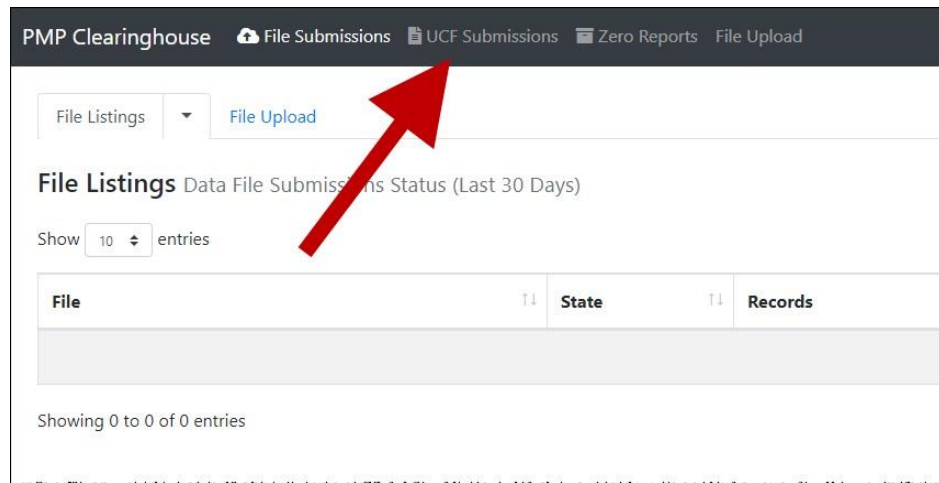 PMP Clearinghouse File Submissions UCF Submissions Zero Reports File Upload
File Listings File Upload
File Listings Data File Submissions Status (Last 30 Days)
Show 10 entries
File State Records
Showing 0 to 0 of 0 entries